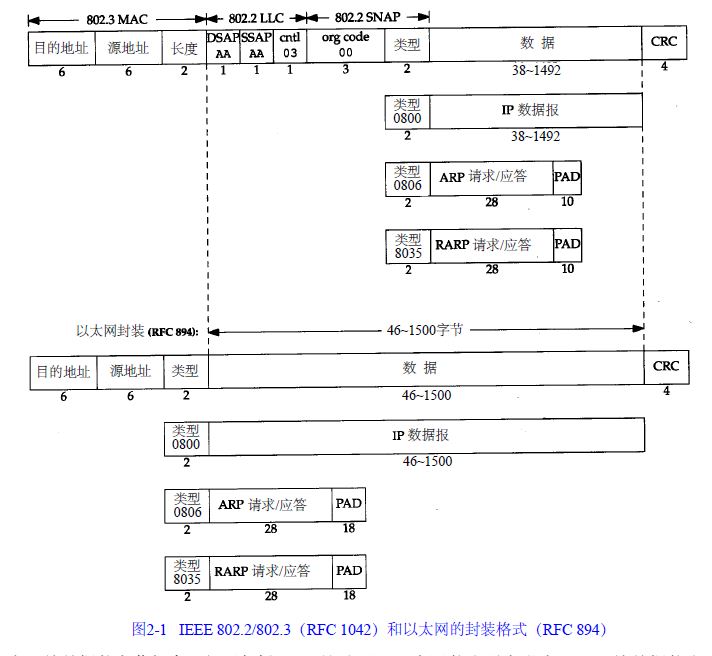 802.3 MAC 802.2 LLC 802.2 SNAP
目的地址 源地址 长度 DSAP AA SSAP AA cntl 03 org code 00 类型 数 据 CRC
6 6 2 1 1 1 3 2 38~1492 4
类型 0800 IP 数据报
2 38~1492
类型 0806 ARP 请求/应答 PAD
2 28 10
类型 8035 RARP 请求/应答 PAD
2 28 10
以太网封装 (RFC 894): 46~1500字节
目的地址 源地址 类型 数 据 CRC
6 6 2 46~1500 4
类型 0800 IP 数据报
2 46~1500
类型 0806 ARP 请求/应答 PAD
2 28 18
类型 8035 RARP 请求/应答 PAD
2 28 18
图2-1 IEEE 802.2/802.3（RFC 1042）和以太网的封装格式（RFC 894）